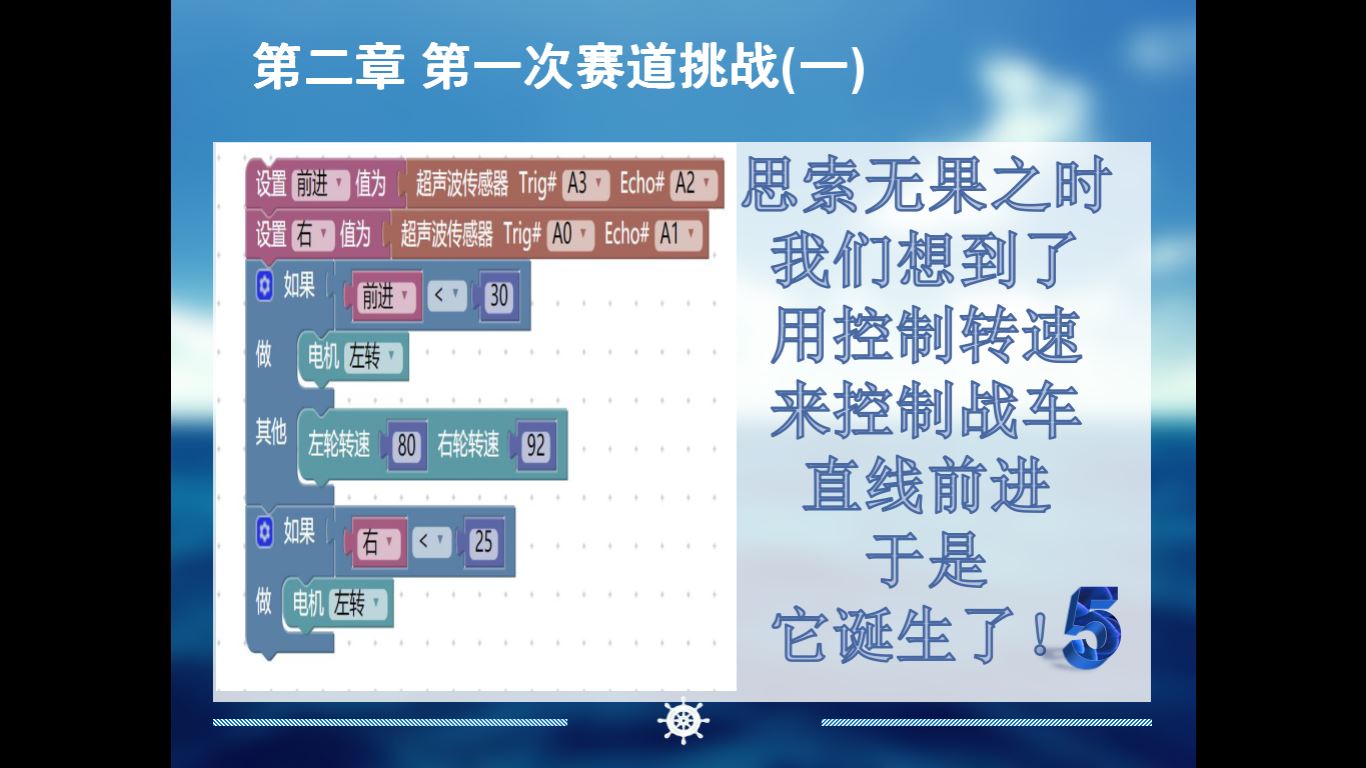 第二章 第一次赛道挑战(一)
设置 前进 值为 超声波传感器 Trig# A3 Echo# A2
设置 右 值为 超声波传感器 Trig# A0 Echo# A1
如果 前进 < 30
做 电机 左转
其他 左轮转速 80 右轮转速 92
如果 右 < 25
做 电机 左转
思索无果之时
我们想到了
用控制转速
来控制战车
直线前进
于是
它诞生了！
5